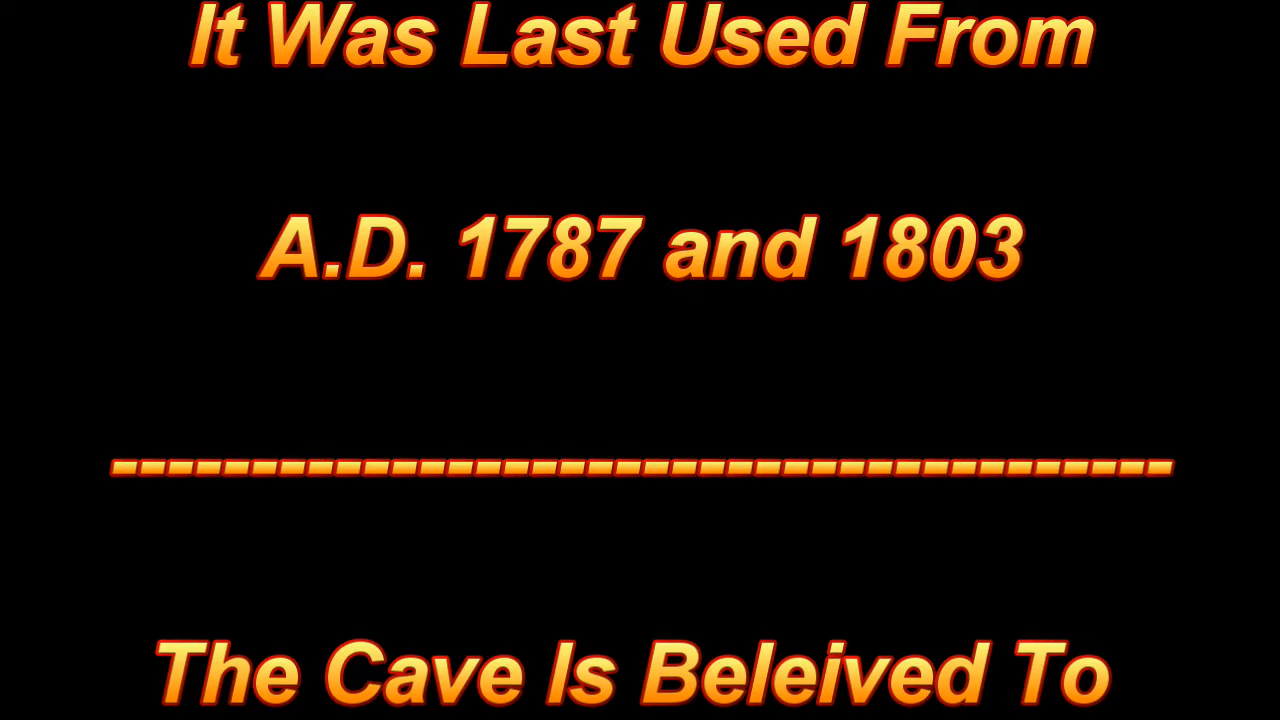 It Was Last Used From
A.D. 1787 and 1803
--------------------------------------
The Cave Is Beleived To